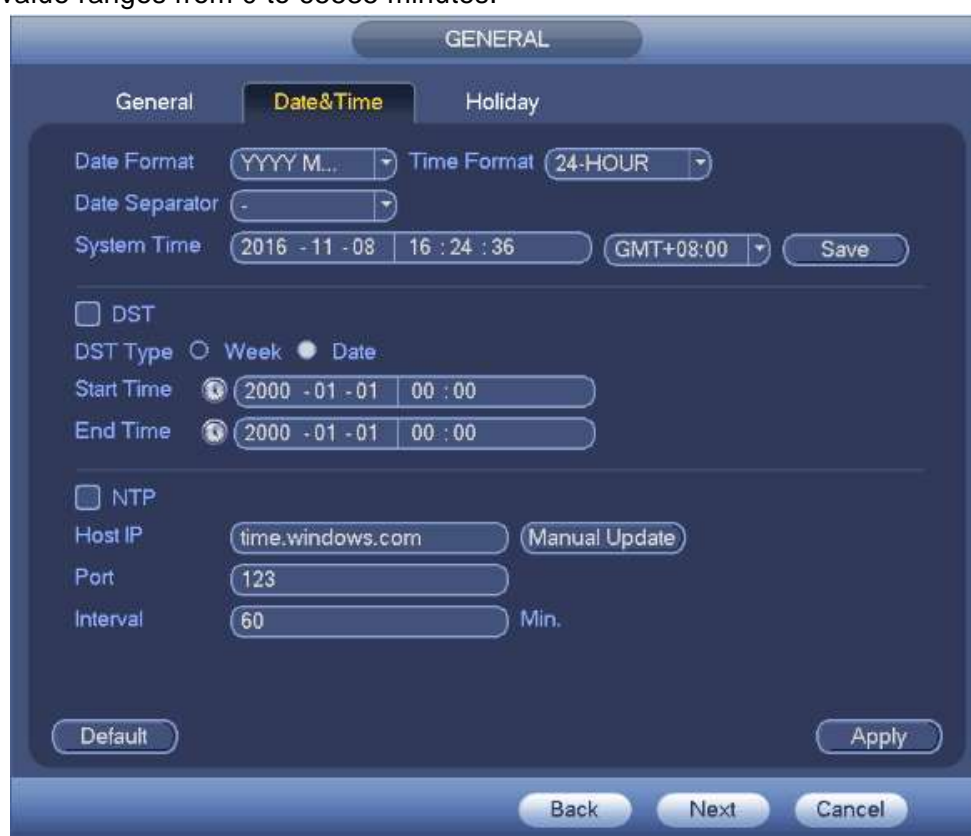 value ranges from 0 to 65535 minutes.
GENERAL
General Date&Time Holiday
Date Format YYYY M... Time Format 24-HOUR
Date Separator -
System Time 2016 - 11 - 08 16 : 24 : 36 GMT+08:00 Save
DST
DST Type Week Date
Start Time 2000 - 01 - 01 00 : 00
End Time 2000 - 01 - 01 00 : 00
NTP
Host IP time.windows.com Manual Update
Port 123
Interval 60 Min.
Default Apply
Back Next Cancel